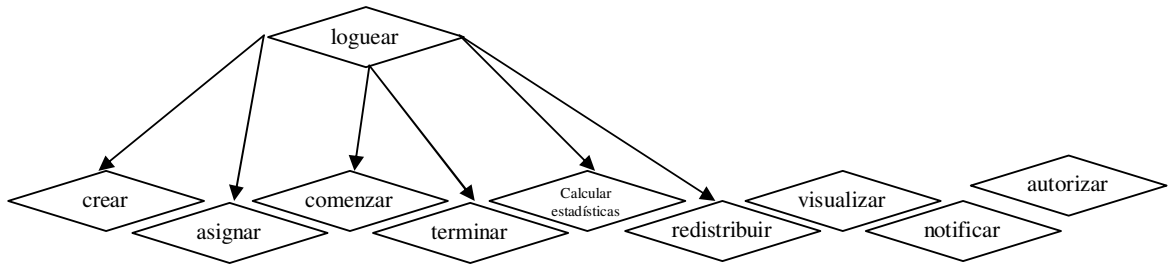 loguear
crear
asignar
comenzar
terminar
Calcular
estadísticas
redistribuir
visualizar
notificar
autorizar